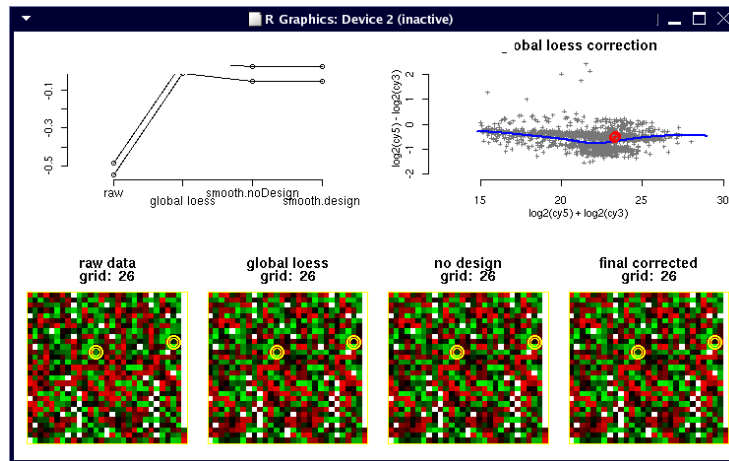 R Graphics: Device 2 (inactive)
-0.1
-0.3
-0.5
raw
global loess
smooth.noDesign
smooth.design
obal loess correction
log2(cy5) - log2(cy3)
2
1
0
-1
-2
15
20
25
30
log2(cy5) + log2(cy3)
raw data
grid: 26
global loess
grid: 26
no design
grid: 26
final corrected
grid: 26